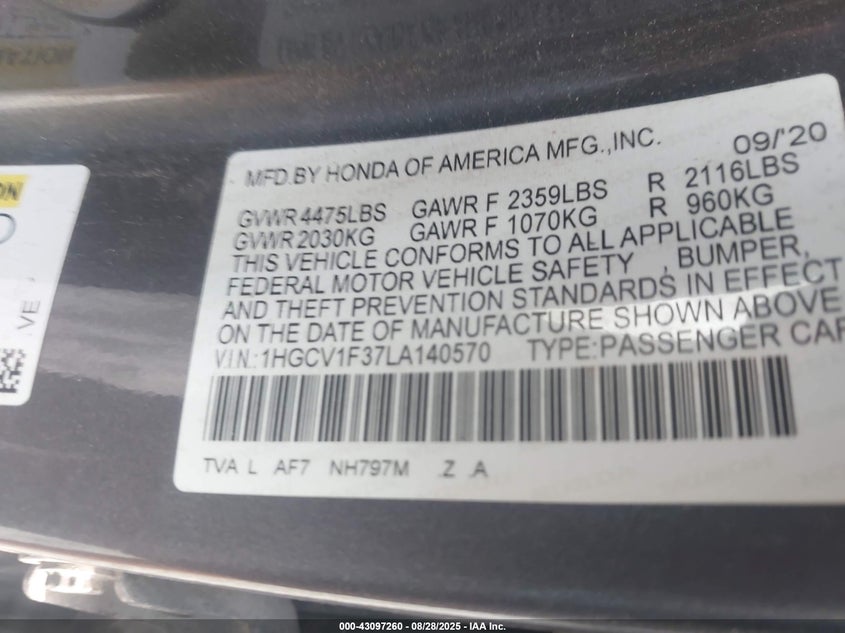 MFD.BY HONDA OF AMERICA MFG.,INC. 09/'20
GVWR 4475LBS GAWR F 2359LBS R 2116LBS
GVWR 2030KG GAWR F 1070KG R 960KG
THIS VEHICLE CONFORMS TO ALL APPLICABLE
FEDERAL MOTOR VEHICLE SAFETY , BUMPER,
AND THEFT PREVENTION STANDARDS IN EFFECT
ON THE DATE OF MANUFACTURE SHOWN ABOVE
V.I.N.:1HGCV1F37LA140570 TYPE:PASSENGER CAR
TVA L AF7 NH797M Z A
VE
000-43097260 - 08/28/2025 - IAA Inc.